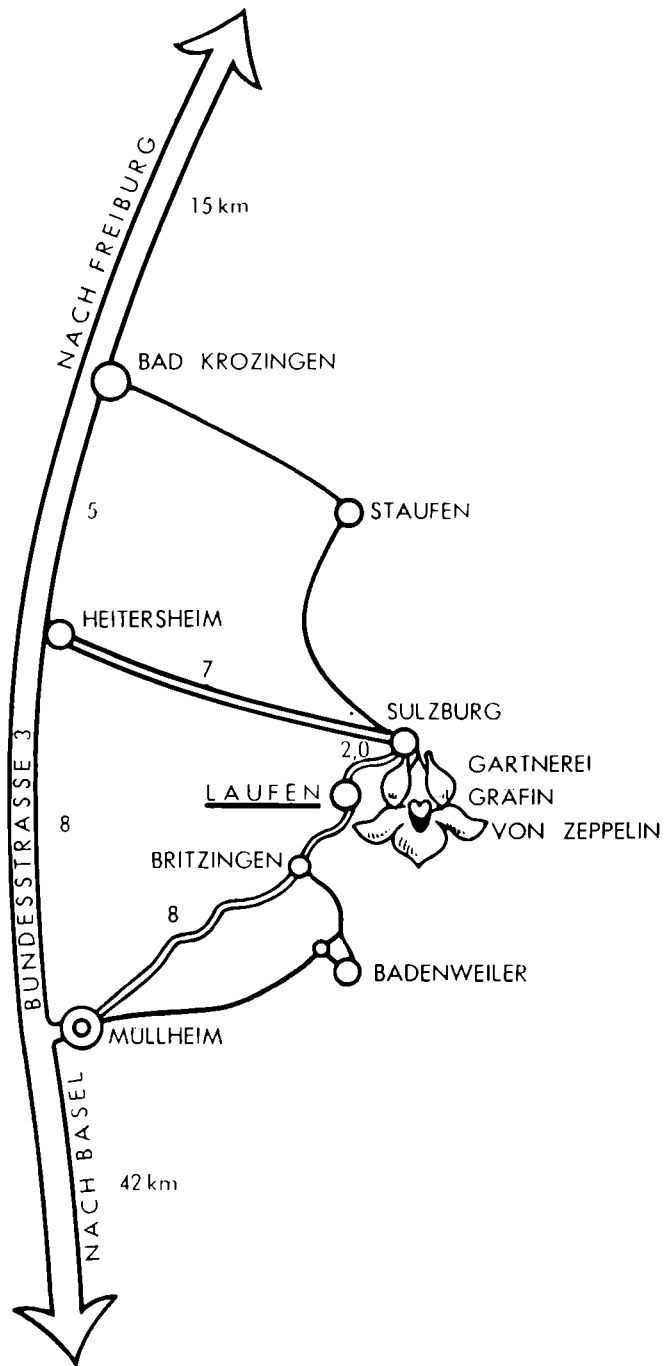 NACH FREIBURG
15 km
BAD KROZINGEN
5
STAUFEN
HEITERSHEIM
7
SULZBURG
2,0
GARTNEREI
GRÄFIN
VON ZEPPELIN
LAUFEN
BUNDESSTRASSE 3
8
BRITZINGEN
8
BADENWEILER
MÜLLHEIM
NACH BASEL
42 km